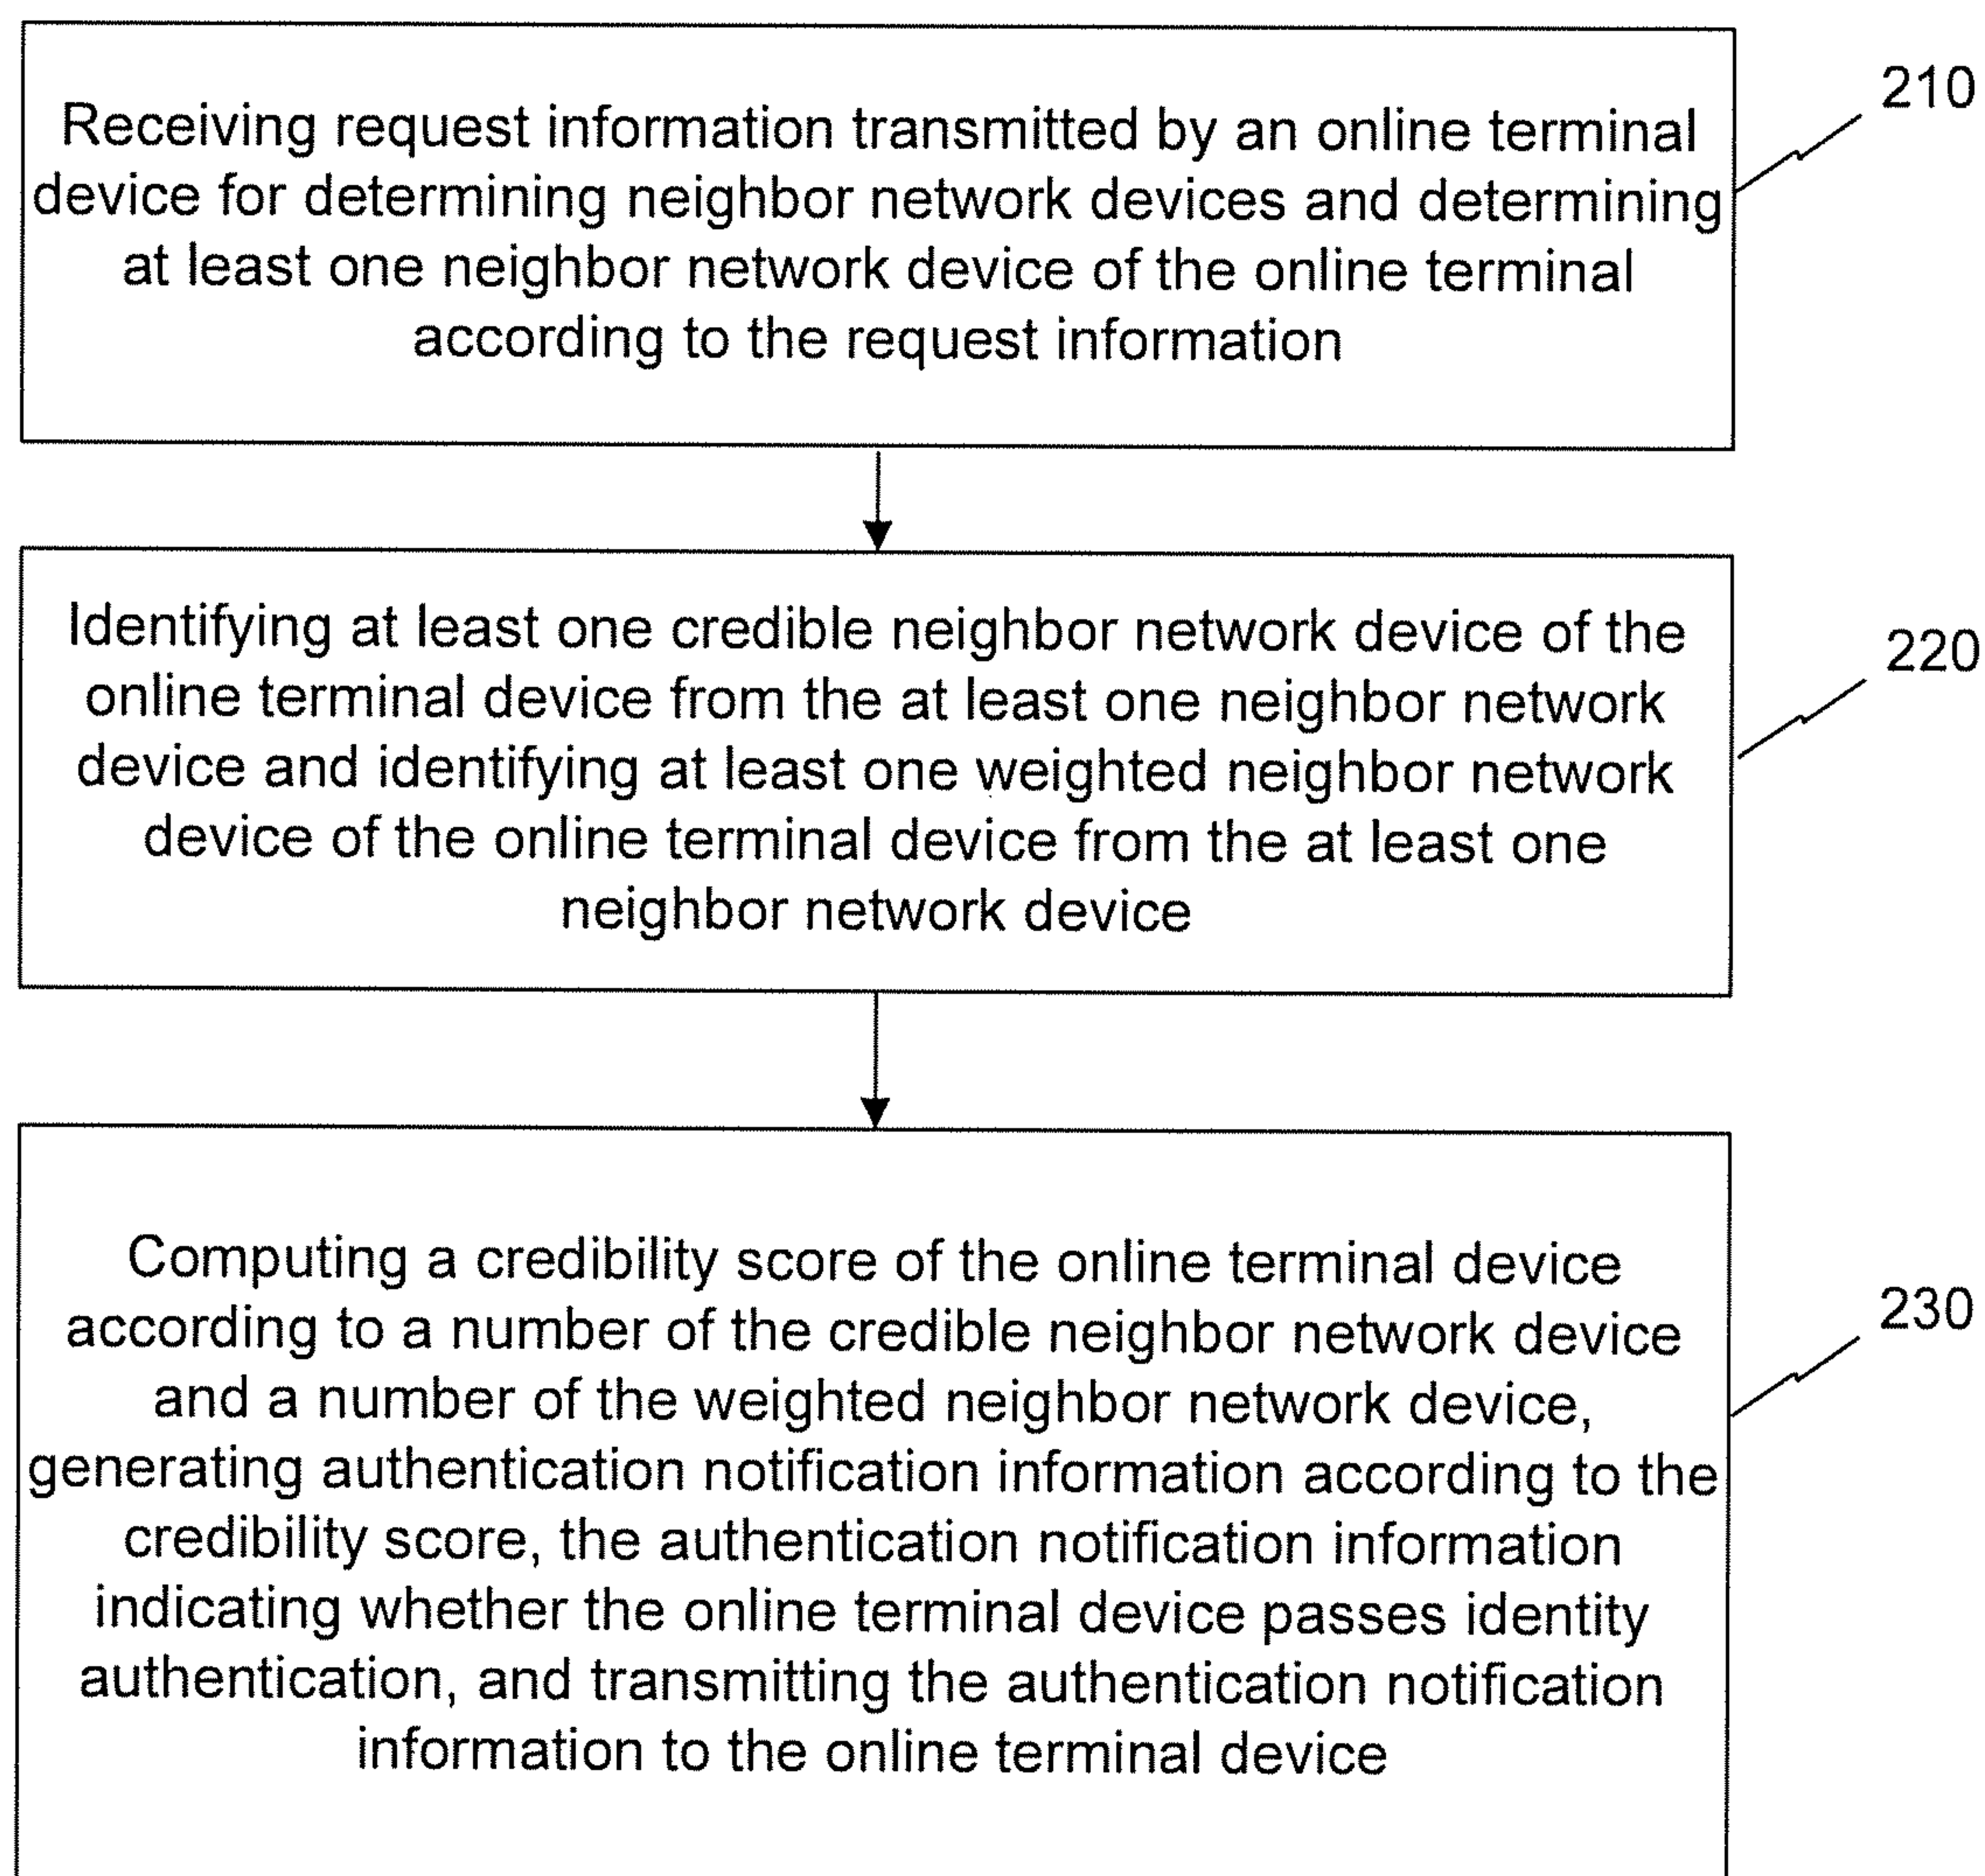 Receiving request information transmitted by an online terminal
device for determining neighbor network devices and determining
at least one neighbor network device of the online terminal
according to the request information
210
Identifying at least one credible neighbor network device of the
online terminal device from the at least one neighbor network
device and identifying at least one weighted neighbor network
device of the online terminal device from the at least one
neighbor network device
220
Computing a credibility score of the online terminal device
according to a number of the credible neighbor network device
and a number of the weighted neighbor network device,
generating authentication notification information according to the
credibility score, the authentication notification information
indicating whether the online terminal device passes identity
authentication, and transmitting the authentication notification
information to the online terminal device
230